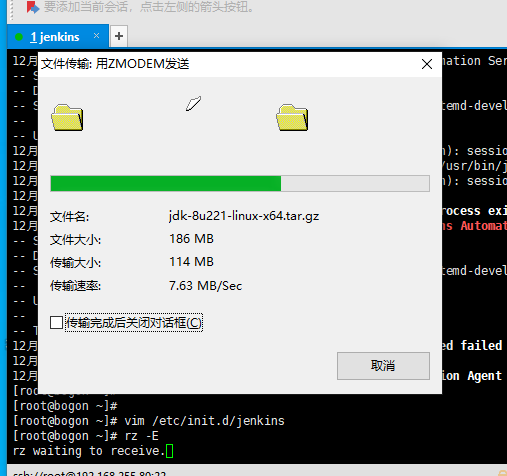 要添加当前会话，点击左侧的箭头按钮。
1 jenkins × +
12月
mation Ser
文件传输: 用ZMODEM发送
-- S
-- D
-- S
temd-devel
--
-- U
12月
n): sessio
12月
/usr/bin/j
12月
n): sessio
12月
12月
rocess exi
12月
ns Automat
-- S
-- D
-- S
temd-devel
--
-- U
--
-- T
12月
ed failed
12月
12月
ion Agent
文件名: jdk-8u221-linux-x64.tar.gz
文件大小: 186 MB
传输大小: 114 MB
传输速率: 7.63 MB/Sec
传输完成后关闭对话框(C)
取消
[root@bogon ~]#
[root@bogon ~]# vim /etc/init.d/jenkins
[root@bogon ~]# rz -E
rz waiting to receive.
ssh://root@192.168.255.80:22